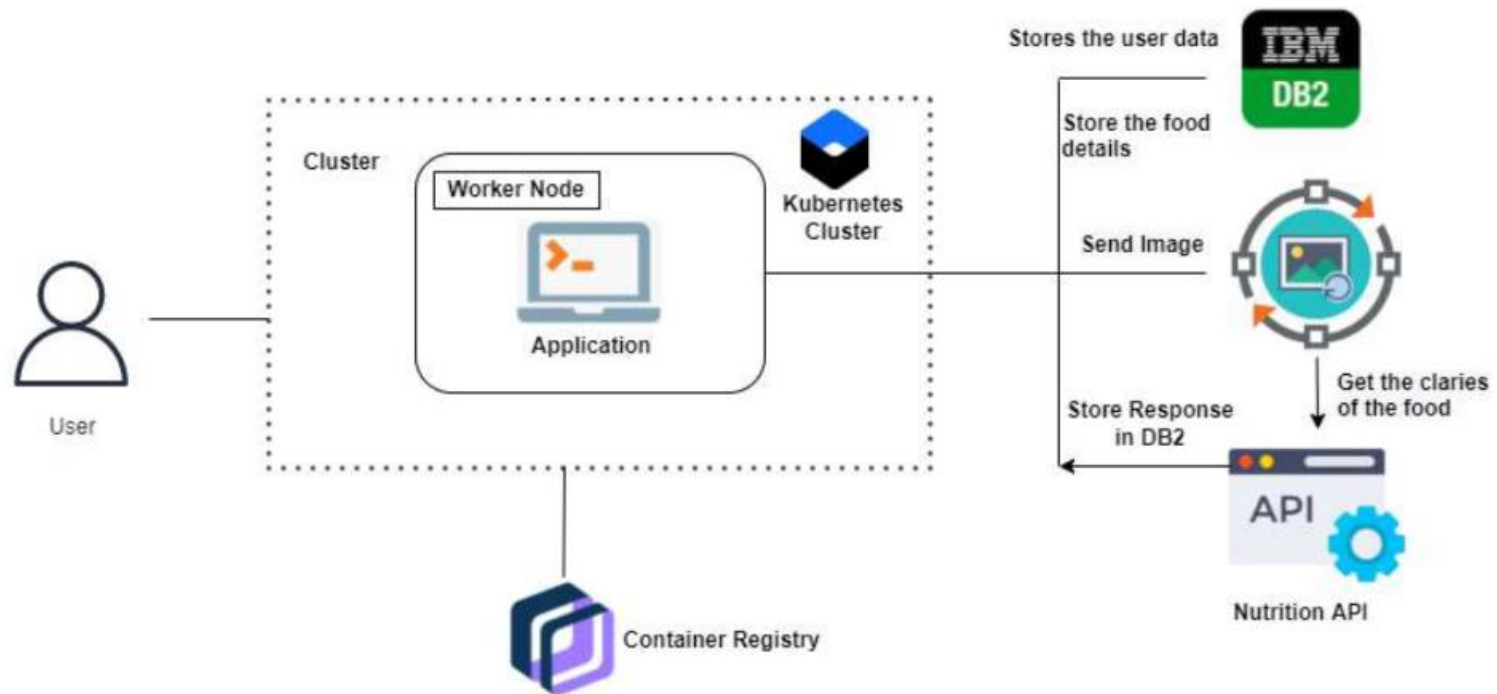 Stores the user data
IBM
DB2
Store the food
details
Cluster
Worker Node
Kubernetes
Cluster
Send Image
Application
User
Get the claries
of the food
Store Response
in DB2
API
Nutrition API
Container Registry